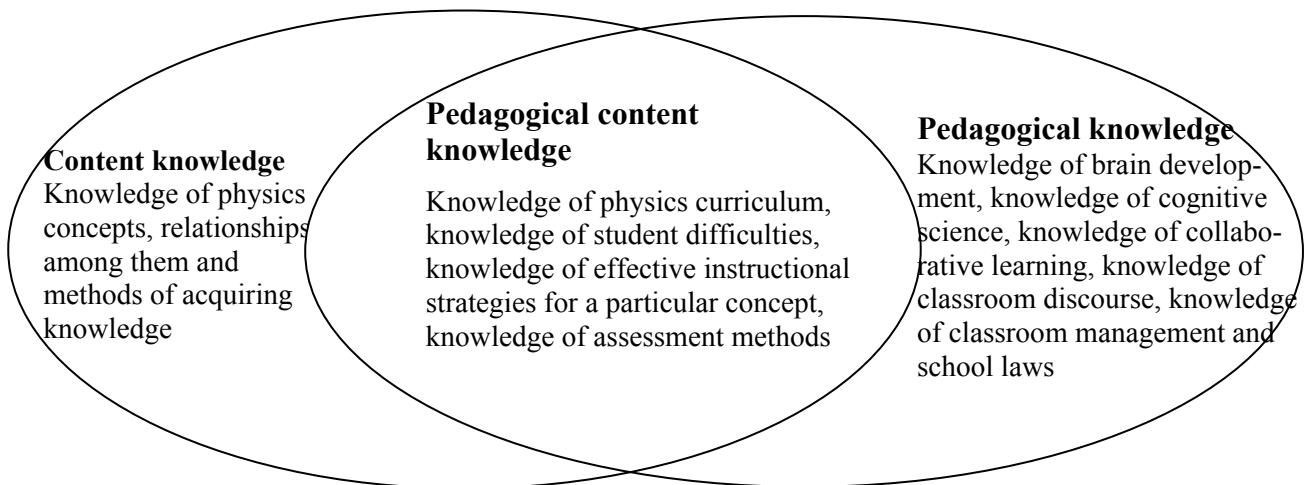 Content knowledge
Knowledge of physics
concepts, relationships
among them and
methods of acquiring
knowledge
Pedagogical content
knowledge
Knowledge of physics curriculum,
knowledge of student difficulties,
knowledge of effective instructional
strategies for a particular concept,
knowledge of assessment methods
Pedagogical knowledge
Knowledge of brain develop-
ment, knowledge of cognitive
science, knowledge of collabo-
rative learning, knowledge of
classroom discourse, knowledge
of classroom management and
school laws